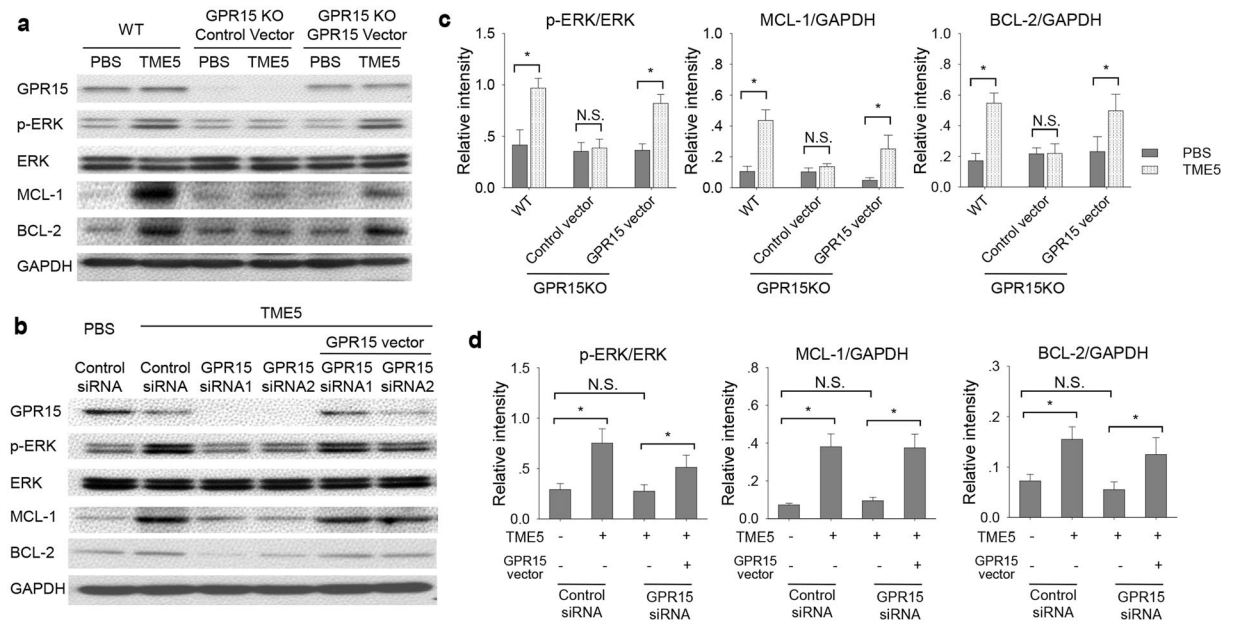 a
WT
GPR15 KO
Control Vector
GPR15 KO
GPR15 Vector
PBS TME5 PBS TME5 PBS TME5
GPR15
p-ERK
ERK
MCL-1
BCL-2
GAPDH
b
PBS
TME5
GPR15 vector
Control siRNA
Control siRNA
GPR15 siRNA1
GPR15 siRNA2
GPR15 siRNA1
GPR15 siRNA2
GPR15
p-ERK
ERK
MCL-1
BCL-2
GAPDH
c
p-ERK/ERK
Relative intensity
1.5
1.0
.5
0.0
*
N.S.
*
WT
Control vector
GPR15 vector
GPR15KO
MCL-1/GAPDH
Relative intensity
1.0
.8
.6
.4
.2
0.0
*
N.S.
*
WT
Control vector
GPR15 vector
GPR15KO
BCL-2/GAPDH
Relative intensity
1.0
.8
.6
.4
.2
0.0
*
N.S.
*
WT
Control vector
GPR15 vector
GPR15KO
PBS
TME5
d
p-ERK/ERK
Relative intensity
1.5
1.0
.5
0.0
N.S.
*
*
TME5 - + + +
GPR15 vector - - - +
Control siRNA
GPR15 siRNA
MCL-1/GAPDH
Relative intensity
.8
.6
.4
.2
0.0
N.S.
*
*
TME5 - + + +
GPR15 vector - - - +
Control siRNA
GPR15 siRNA
BCL-2/GAPDH
Relative intensity
.3
.2
.1
0.0
N.S.
*
*
TME5 - + + +
GPR15 vector - - - +
Control siRNA
GPR15 siRNA